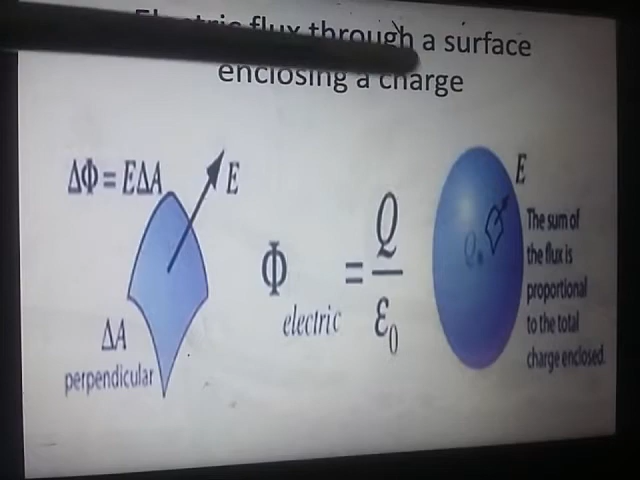 Electric flux through a surface
enclosing a charge
ΔΦ = EΔA
E
ΔA
perpendicular
Φ electric = Q / ε0
E
Q
The sum of
the flux is
proportional
to the total
charge enclosed.